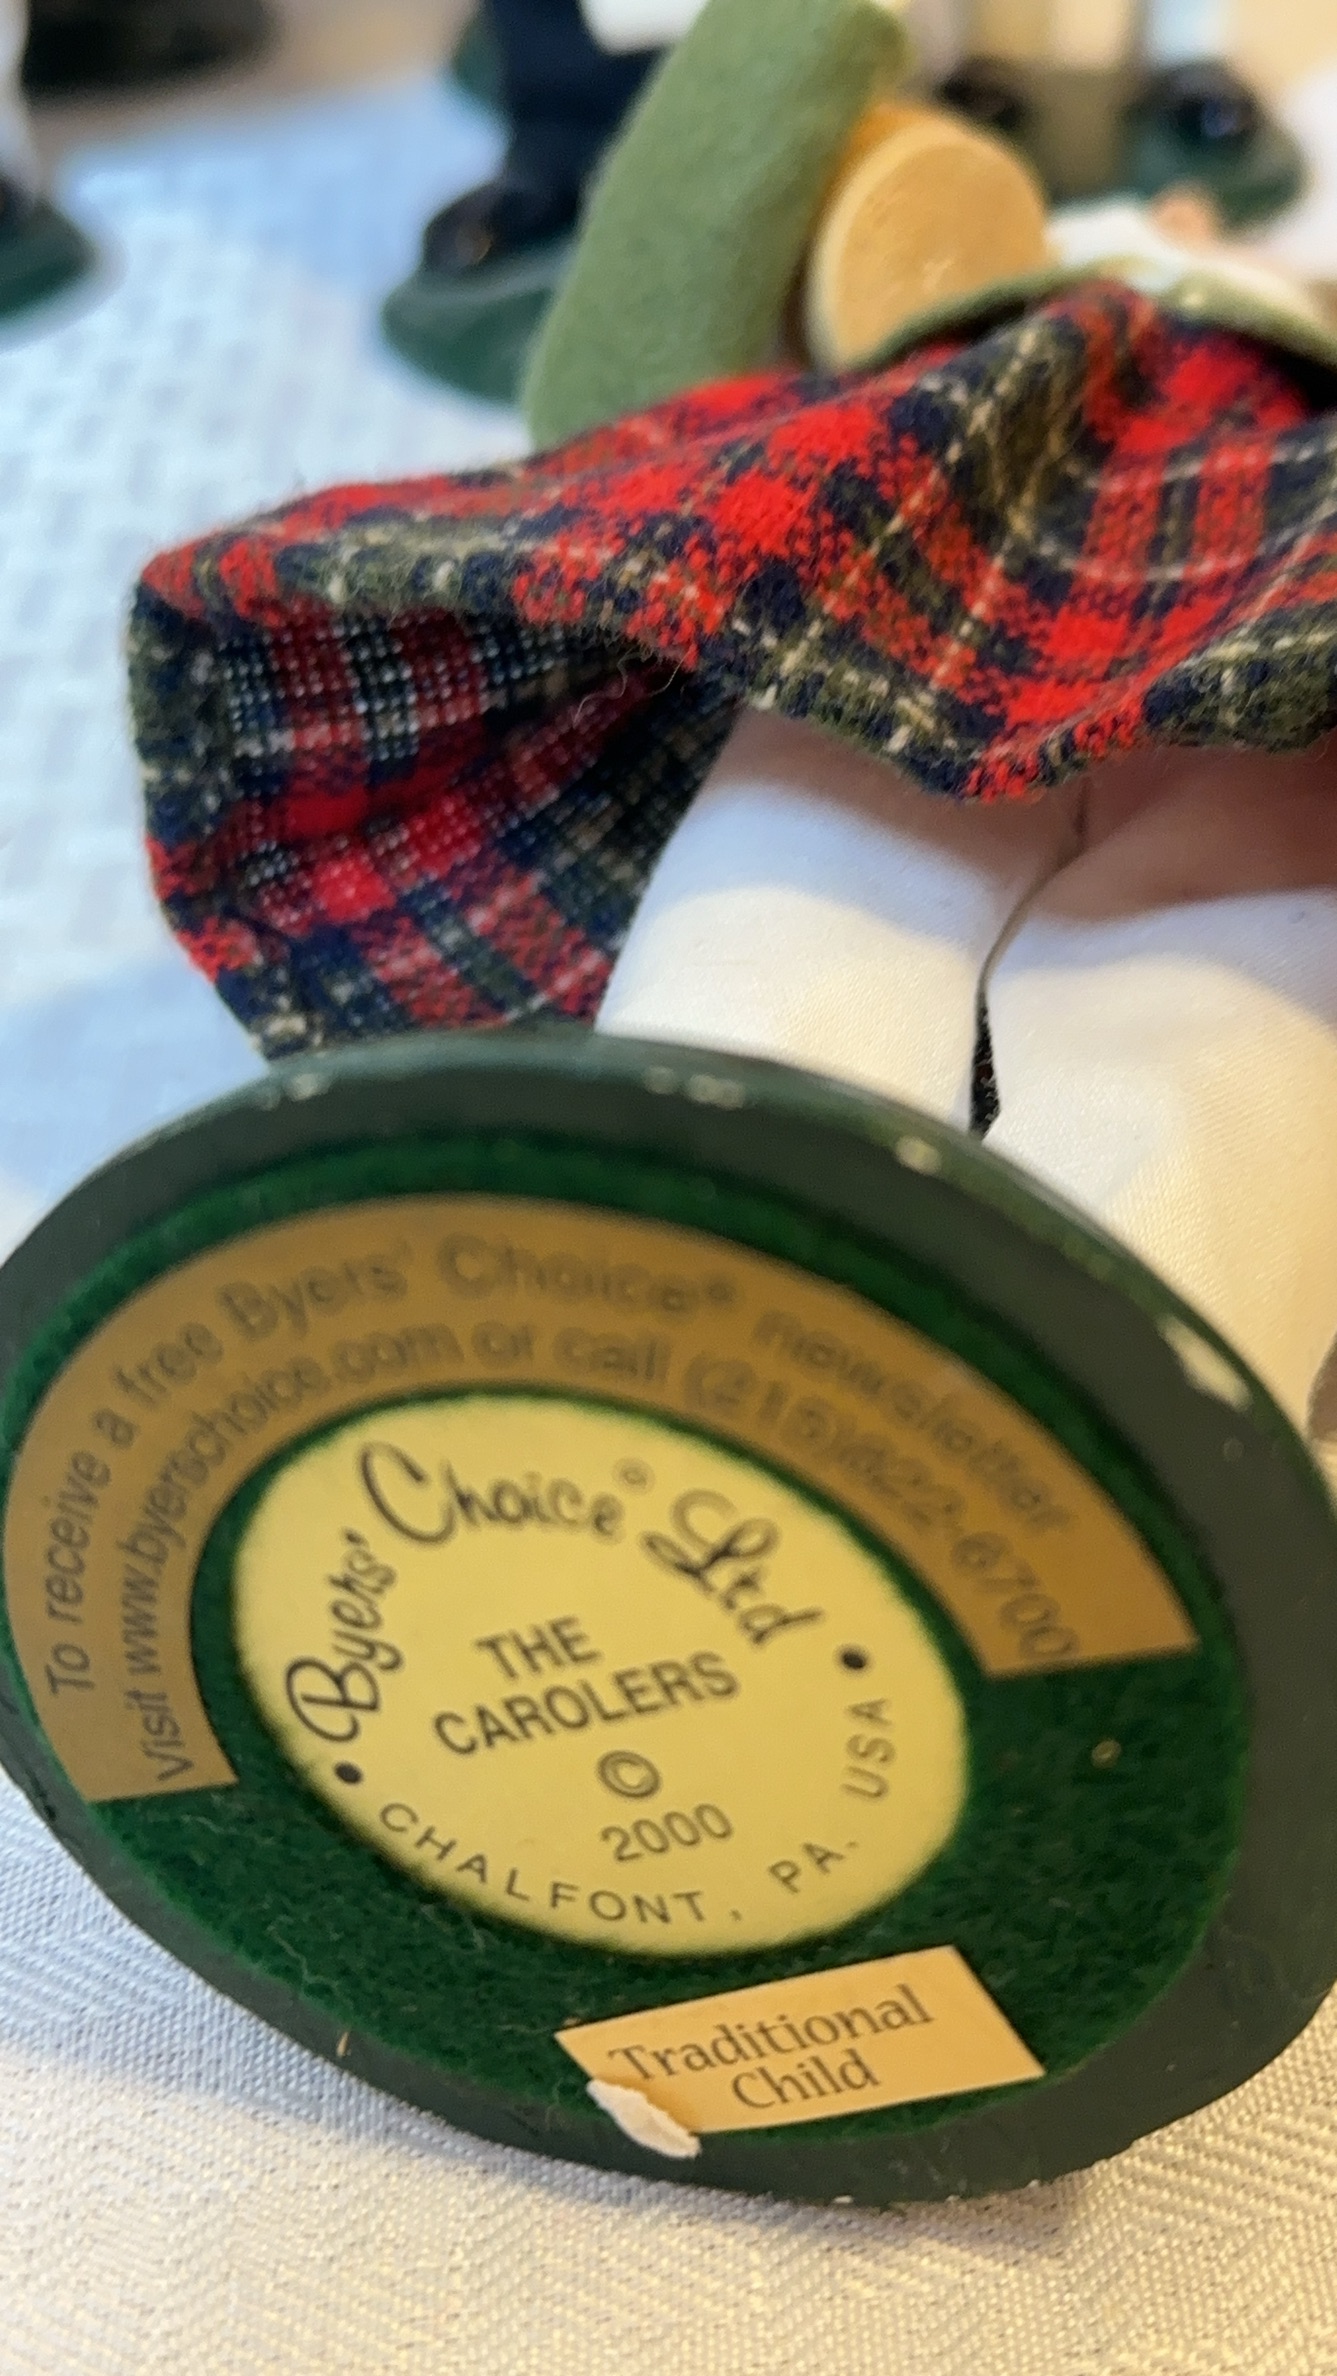 To receive a free Byers' Choice® newsletter
Visit www.byerschoice.com or call (215)822-6700
Byers' Choice® Ltd
THE
CAROLERS
©
2000
• CHALFONT, PA. USA •
Traditional
Child